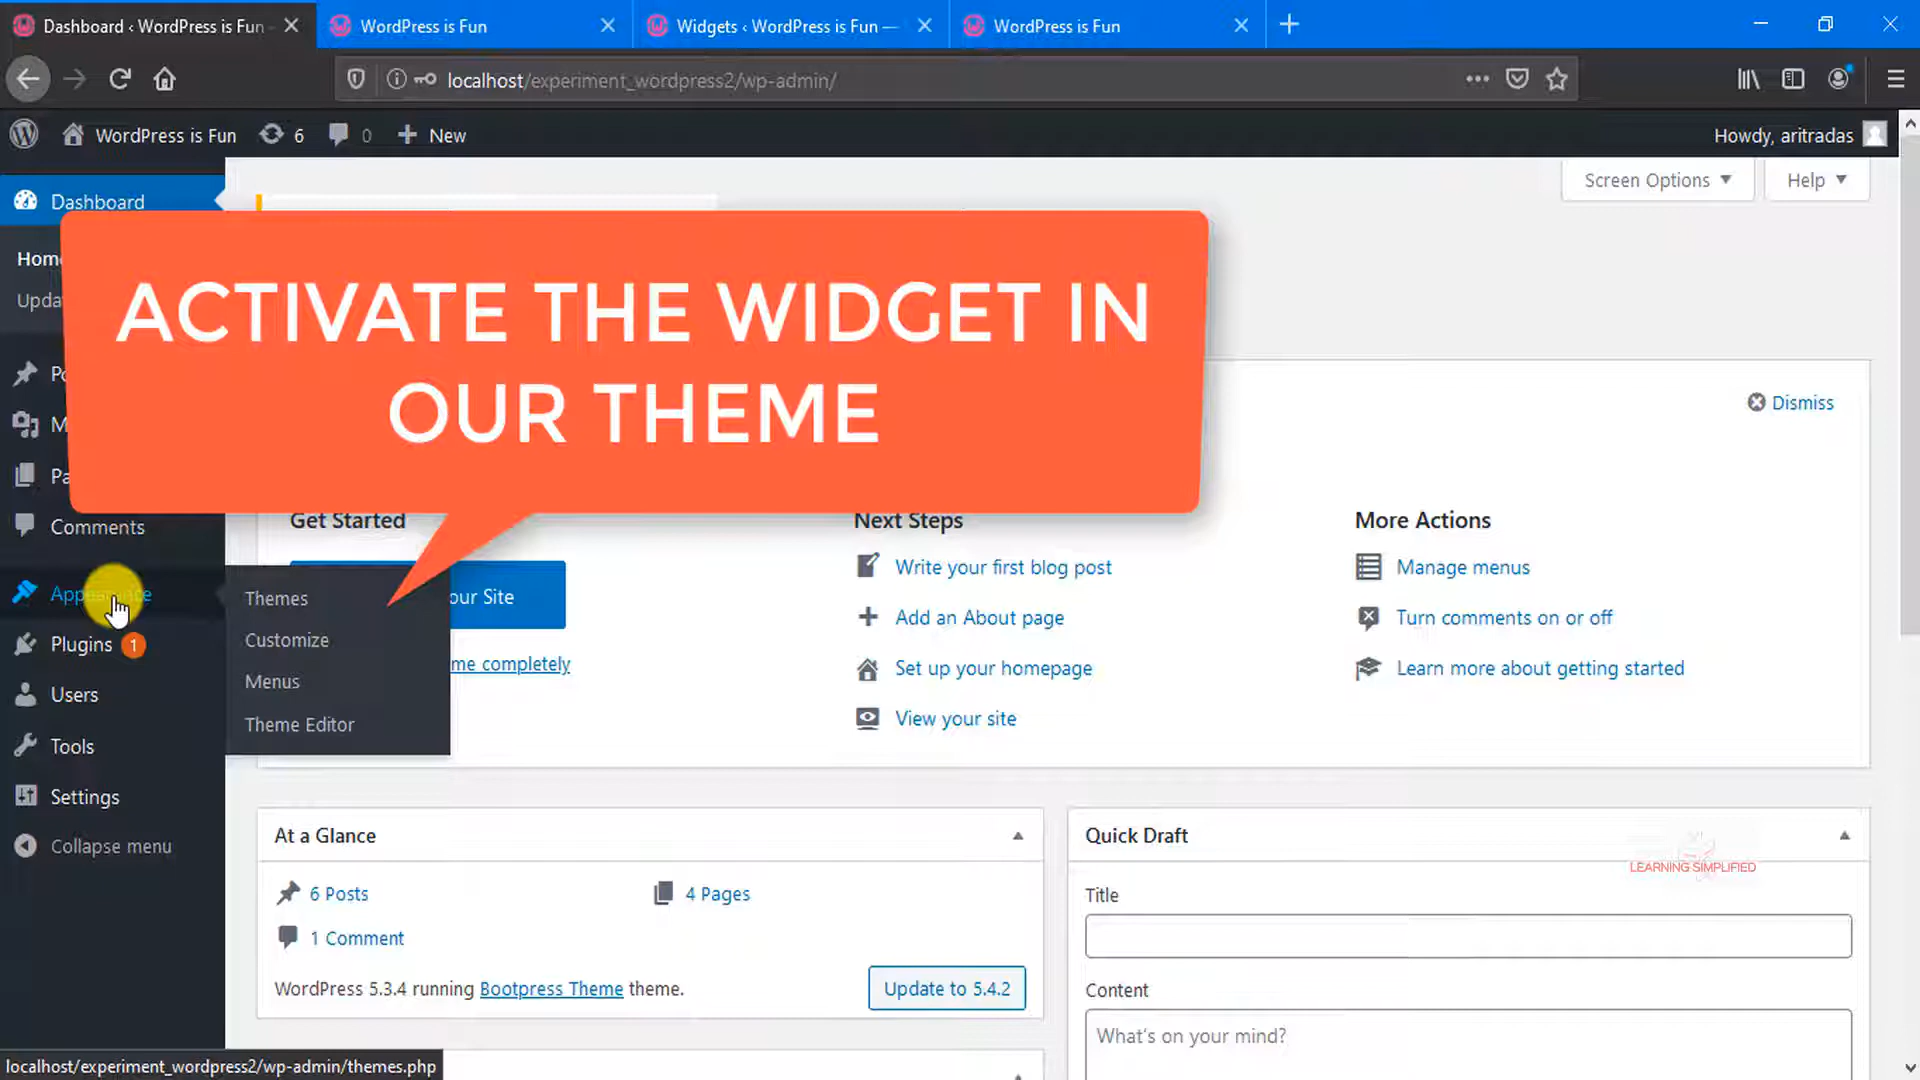 Dashboard ‹ WordPress is Fun
WordPress is Fun
Widgets ‹ WordPress is Fun —
WordPress is Fun
localhost/experiment_wordpress2/wp-admin/
WordPress is Fun
6
0
New
Howdy, aritradas
Screen Options
Help
Dashboard
Home
Comments
Appearance
Plugins 1
Users
Tools
Settings
Collapse menu
ACTIVATE THE WIDGET IN
OUR THEME
Themes
Customize
Menus
Theme Editor
Dismiss
Get Started
Site
me completely
Next Steps
Write your first blog post
Add an About page
Set up your homepage
View your site
More Actions
Manage menus
Turn comments on or off
Learn more about getting started
At a Glance
6 Posts
4 Pages
1 Comment
WordPress 5.3.4 running Bootpress Theme theme.
Update to 5.4.2
Quick Draft
LEARNING SIMPLIFIED
Title
Content
What's on your mind?
localhost/experiment_wordpress2/wp-admin/themes.php